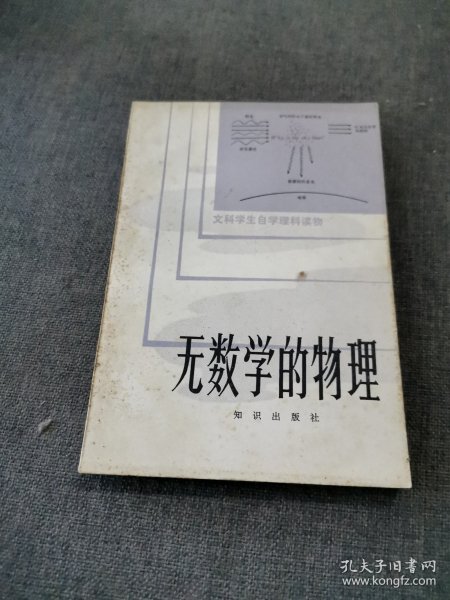 文科学生自学理科读物
无数学的物理
知识出版社
孔夫子旧书网
www.kongfz.com